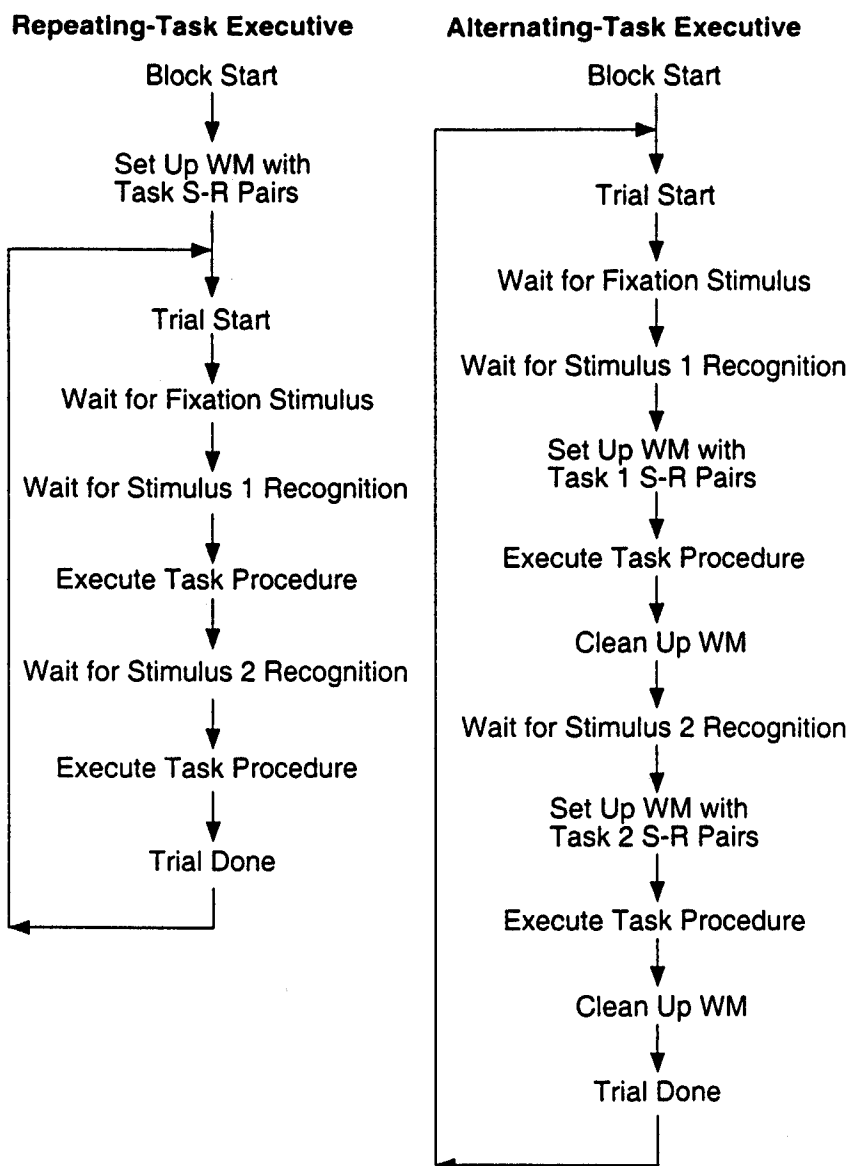 Repeating-Task Executive
Block Start
Set Up WM with
Task S-R Pairs
Trial Start
Wait for Fixation Stimulus
Wait for Stimulus 1 Recognition
Execute Task Procedure
Wait for Stimulus 2 Recognition
Execute Task Procedure
Trial Done
Alternating-Task Executive
Block Start
Trial Start
Wait for Fixation Stimulus
Wait for Stimulus 1 Recognition
Set Up WM with
Task 1 S-R Pairs
Execute Task Procedure
Clean Up WM
Wait for Stimulus 2 Recognition
Set Up WM with
Task 2 S-R Pairs
Execute Task Procedure
Clean Up WM
Trial Done